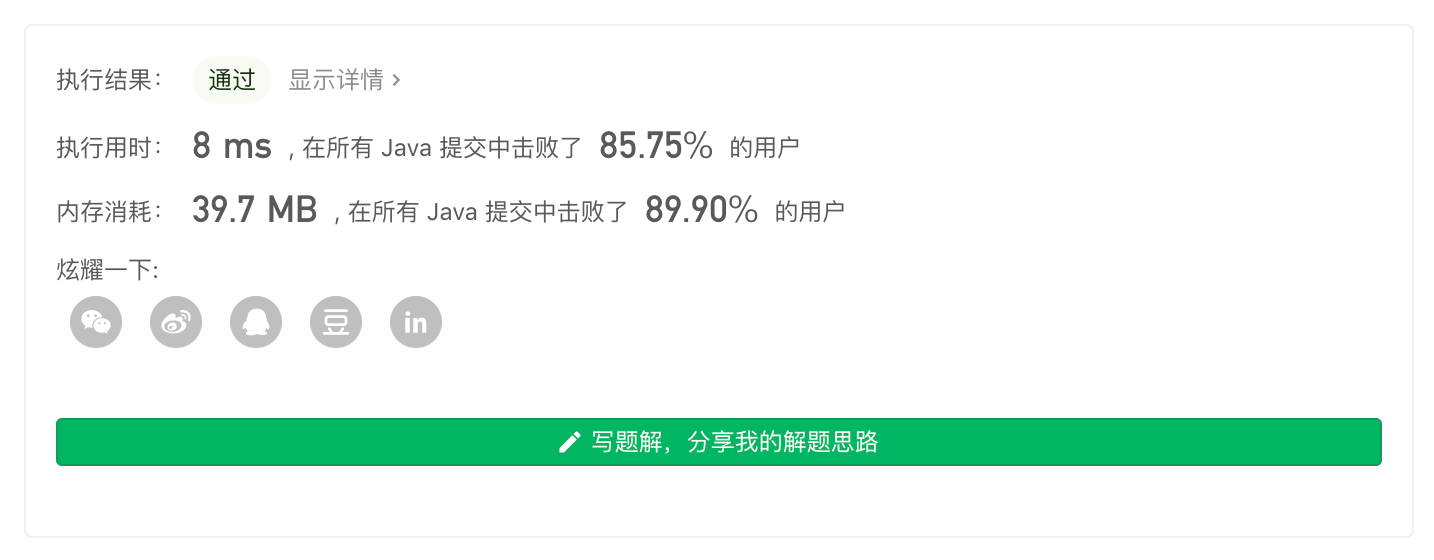 执行结果： 通过 显示详情 >
执行用时： 8 ms , 在所有 Java 提交中击败了 85.75% 的用户
内存消耗： 39.7 MB , 在所有 Java 提交中击败了 89.90% 的用户
炫耀一下:
豆 in
写题解，分享我的解题思路